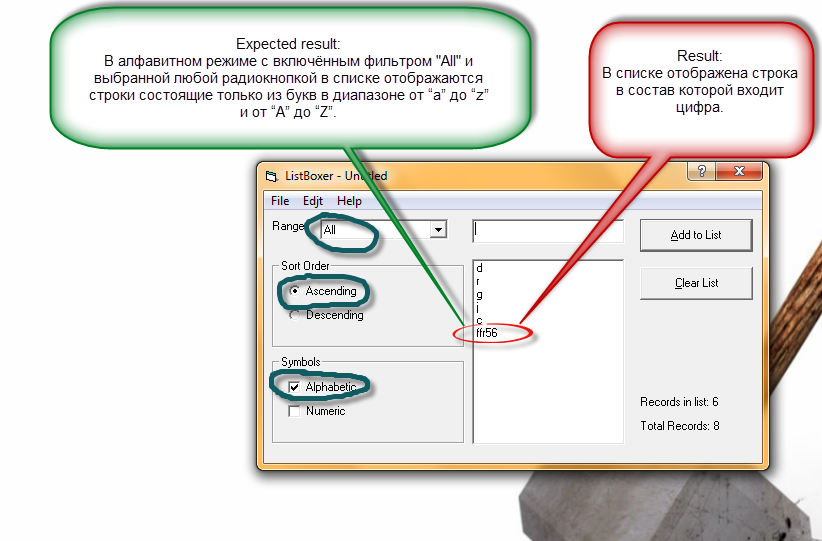 Expected result:
В алфавитном режиме с включённым фильтром "All" и
выбранной любой радиокнопкой в списке отображаются
строки состоящие только из букв в диапазоне от “a” до “z”
и от “A” до “Z”.
Result:
В списке отображена строка
в состав которой входит
цифра.
ListBoxer - Untitled
File Edjt Help
Range All
Add to List
Sort Order
Ascending
Descending
Clear List
d
r
g
j
c
ffr56
Symbols
Alphabetic
Numeric
Records in list: 6
Total Records: 8